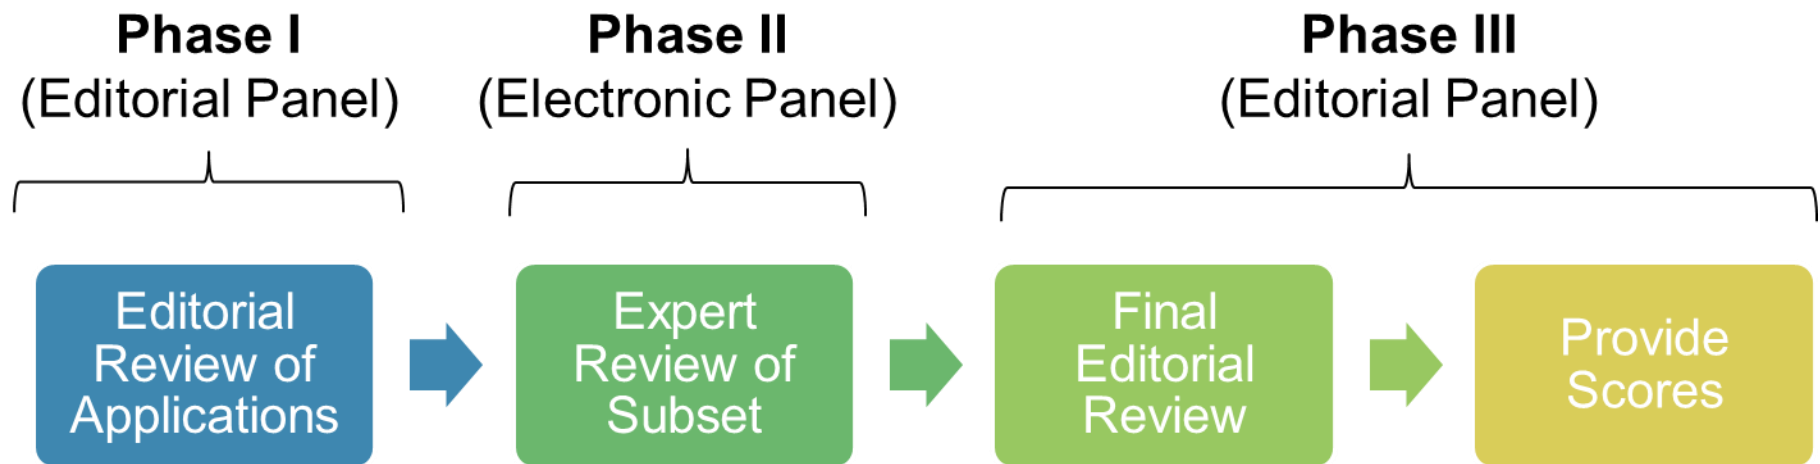 Phase I
(Editorial Panel)
Phase II
(Electronic Panel)
Phase III
(Editorial Panel)
Editorial
Review of
Applications
Expert
Review of
Subset
Final
Editorial
Review
Provide
Scores